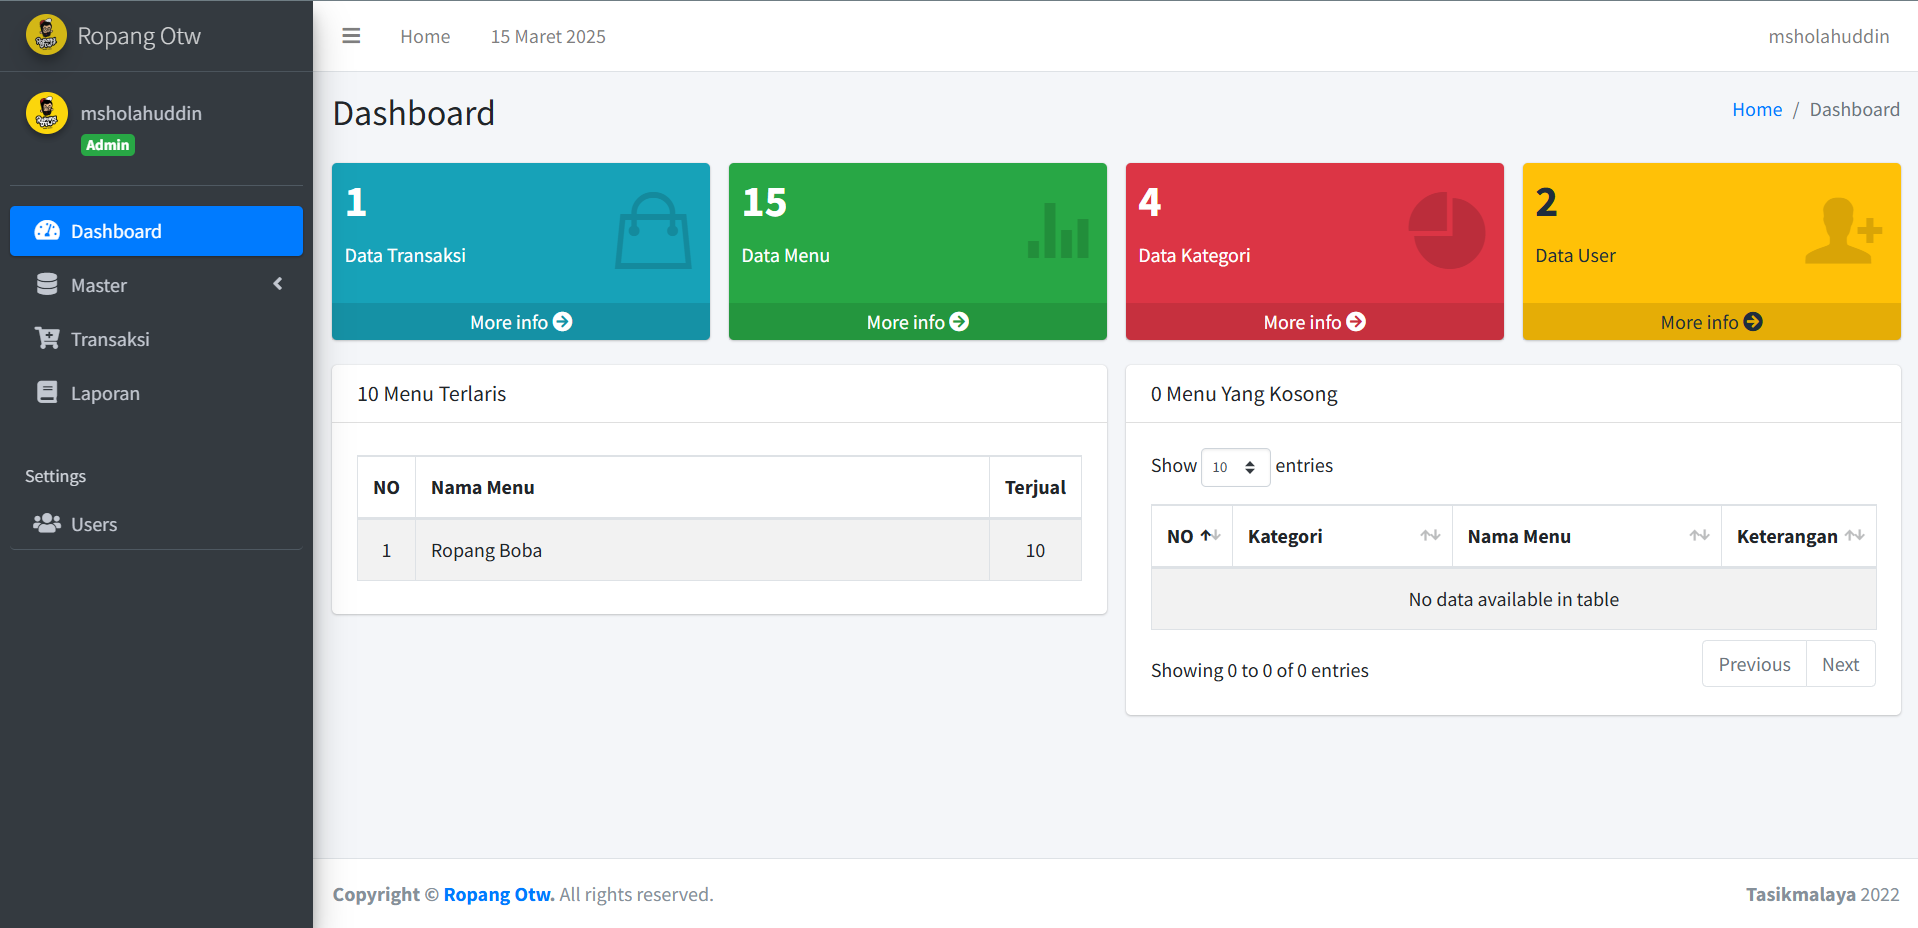 Ropang Otw
Home
15 Maret 2025
msholahuddin
msholahuddin
Admin
Dashboard
Master
Transaksi
Laporan
Settings
Users
Dashboard
Home / Dashboard
1
Data Transaksi
More info
15
Data Menu
More info
4
Data Kategori
More info
2
Data User
More info
10 Menu Terlaris
NO Nama Menu Terjual
1 Ropang Boba 10
0 Menu Yang Kosong
Show 10 entries
NO Kategori Nama Menu Keterangan
No data available in table
Showing 0 to 0 of 0 entries
Previous Next
Copyright © Ropang Otw. All rights reserved.
Tasikmalaya 2022